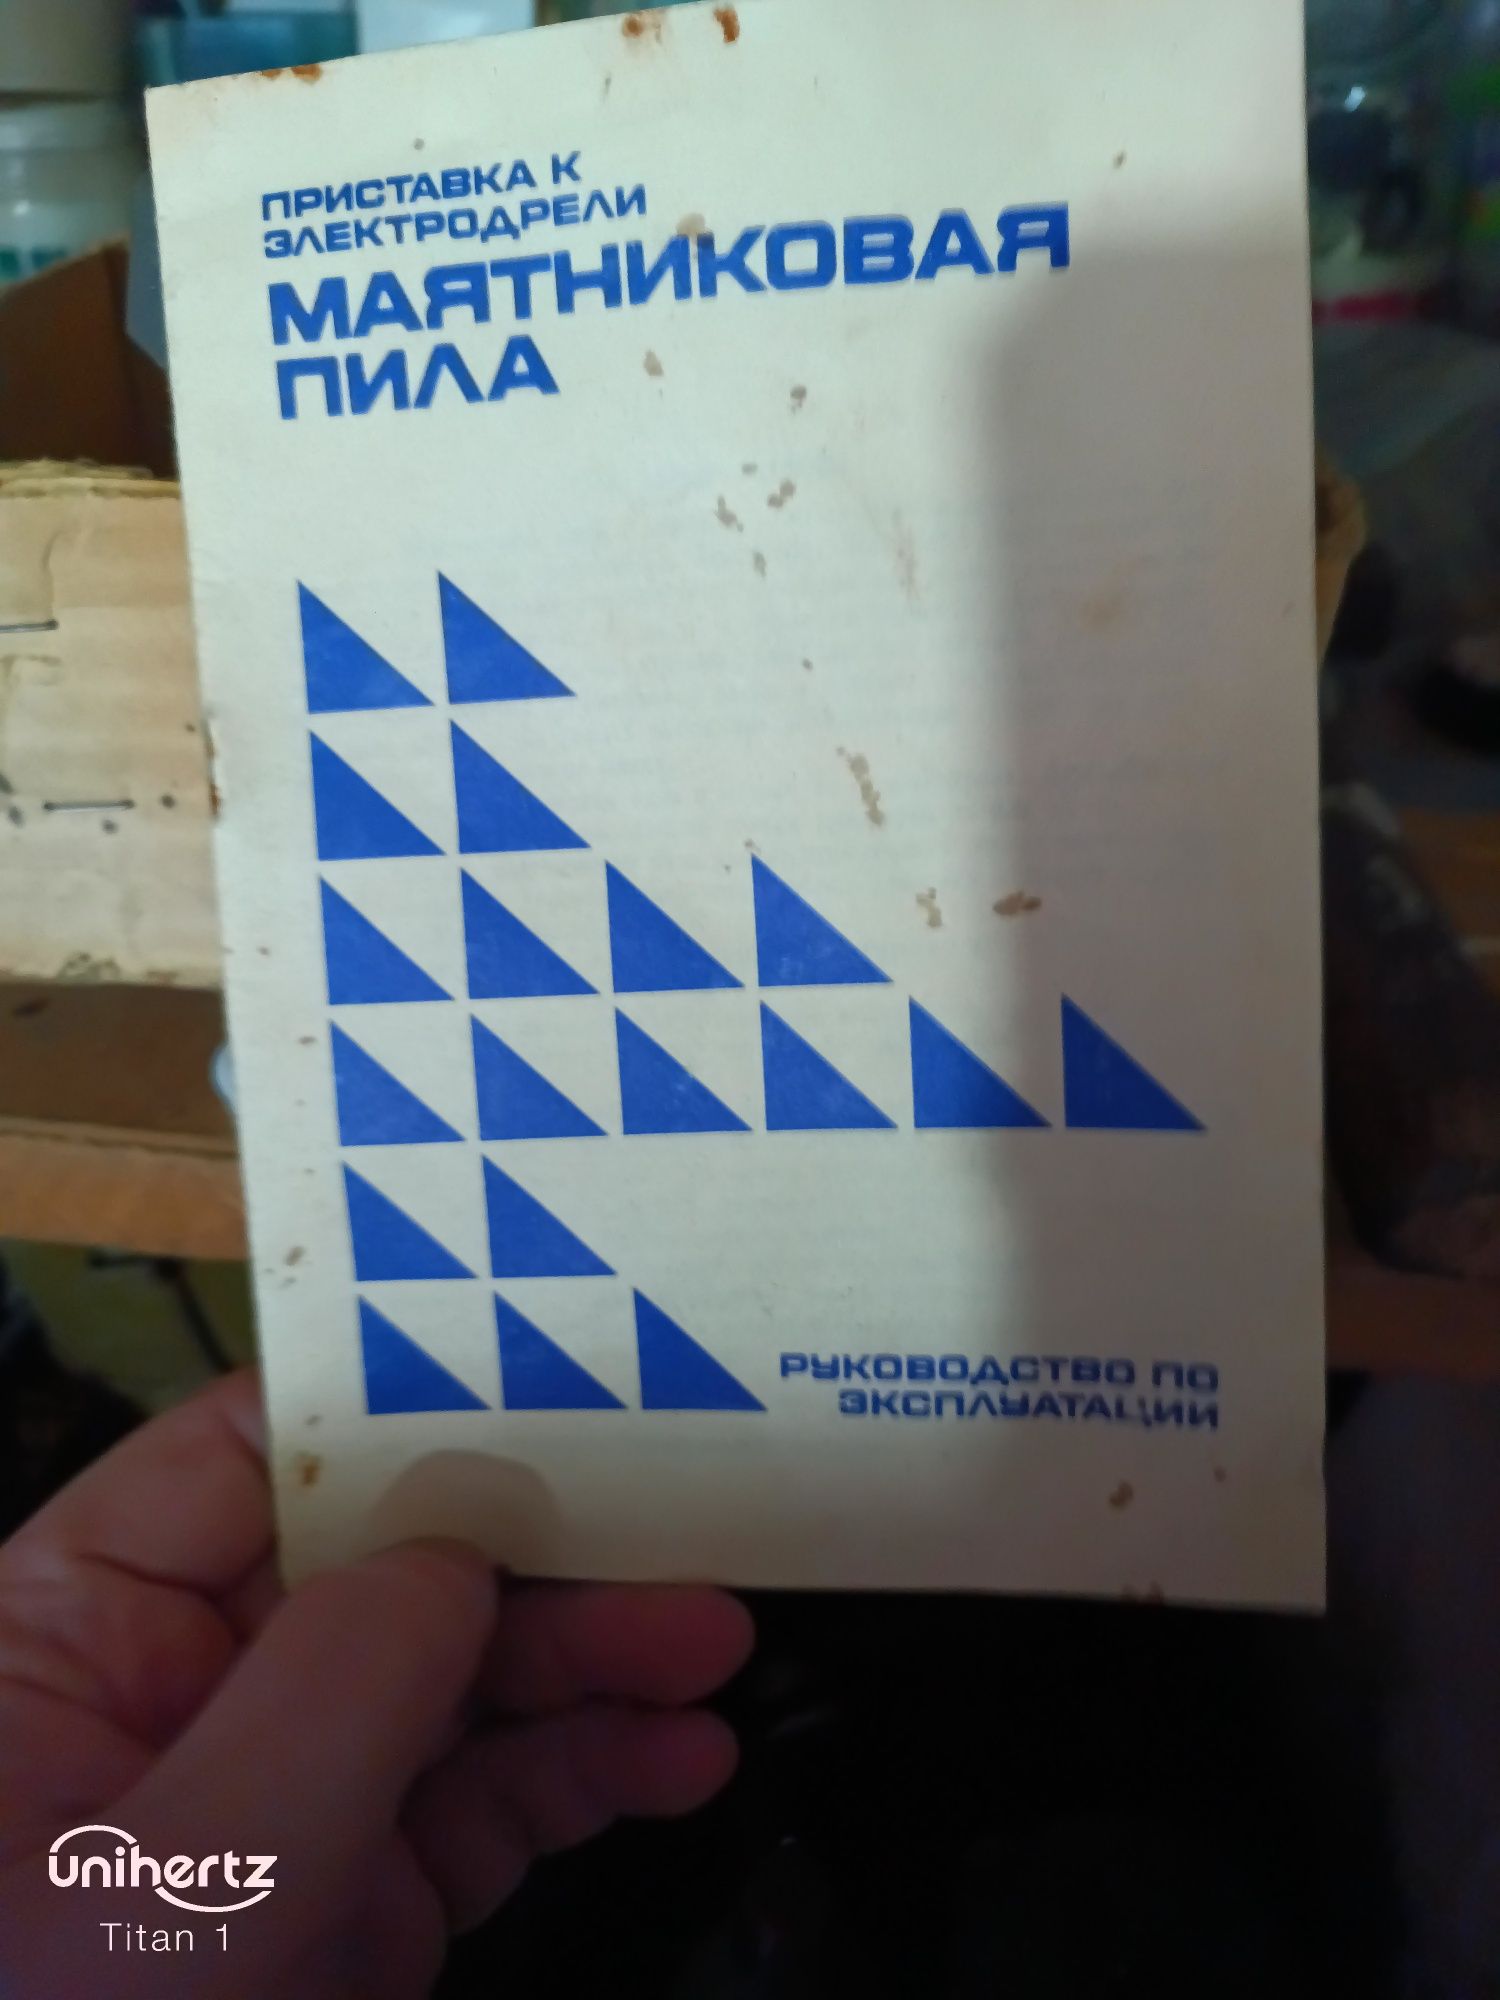 ПРИСТАВКА К
ЭЛЕКТРОДРЕЛИ
МАЯТНИКОВАЯ
ПИЛА
РУКОВОДСТВО ПО
ЭКСПЛУАТАЦИИ
unihertz
Titan 1